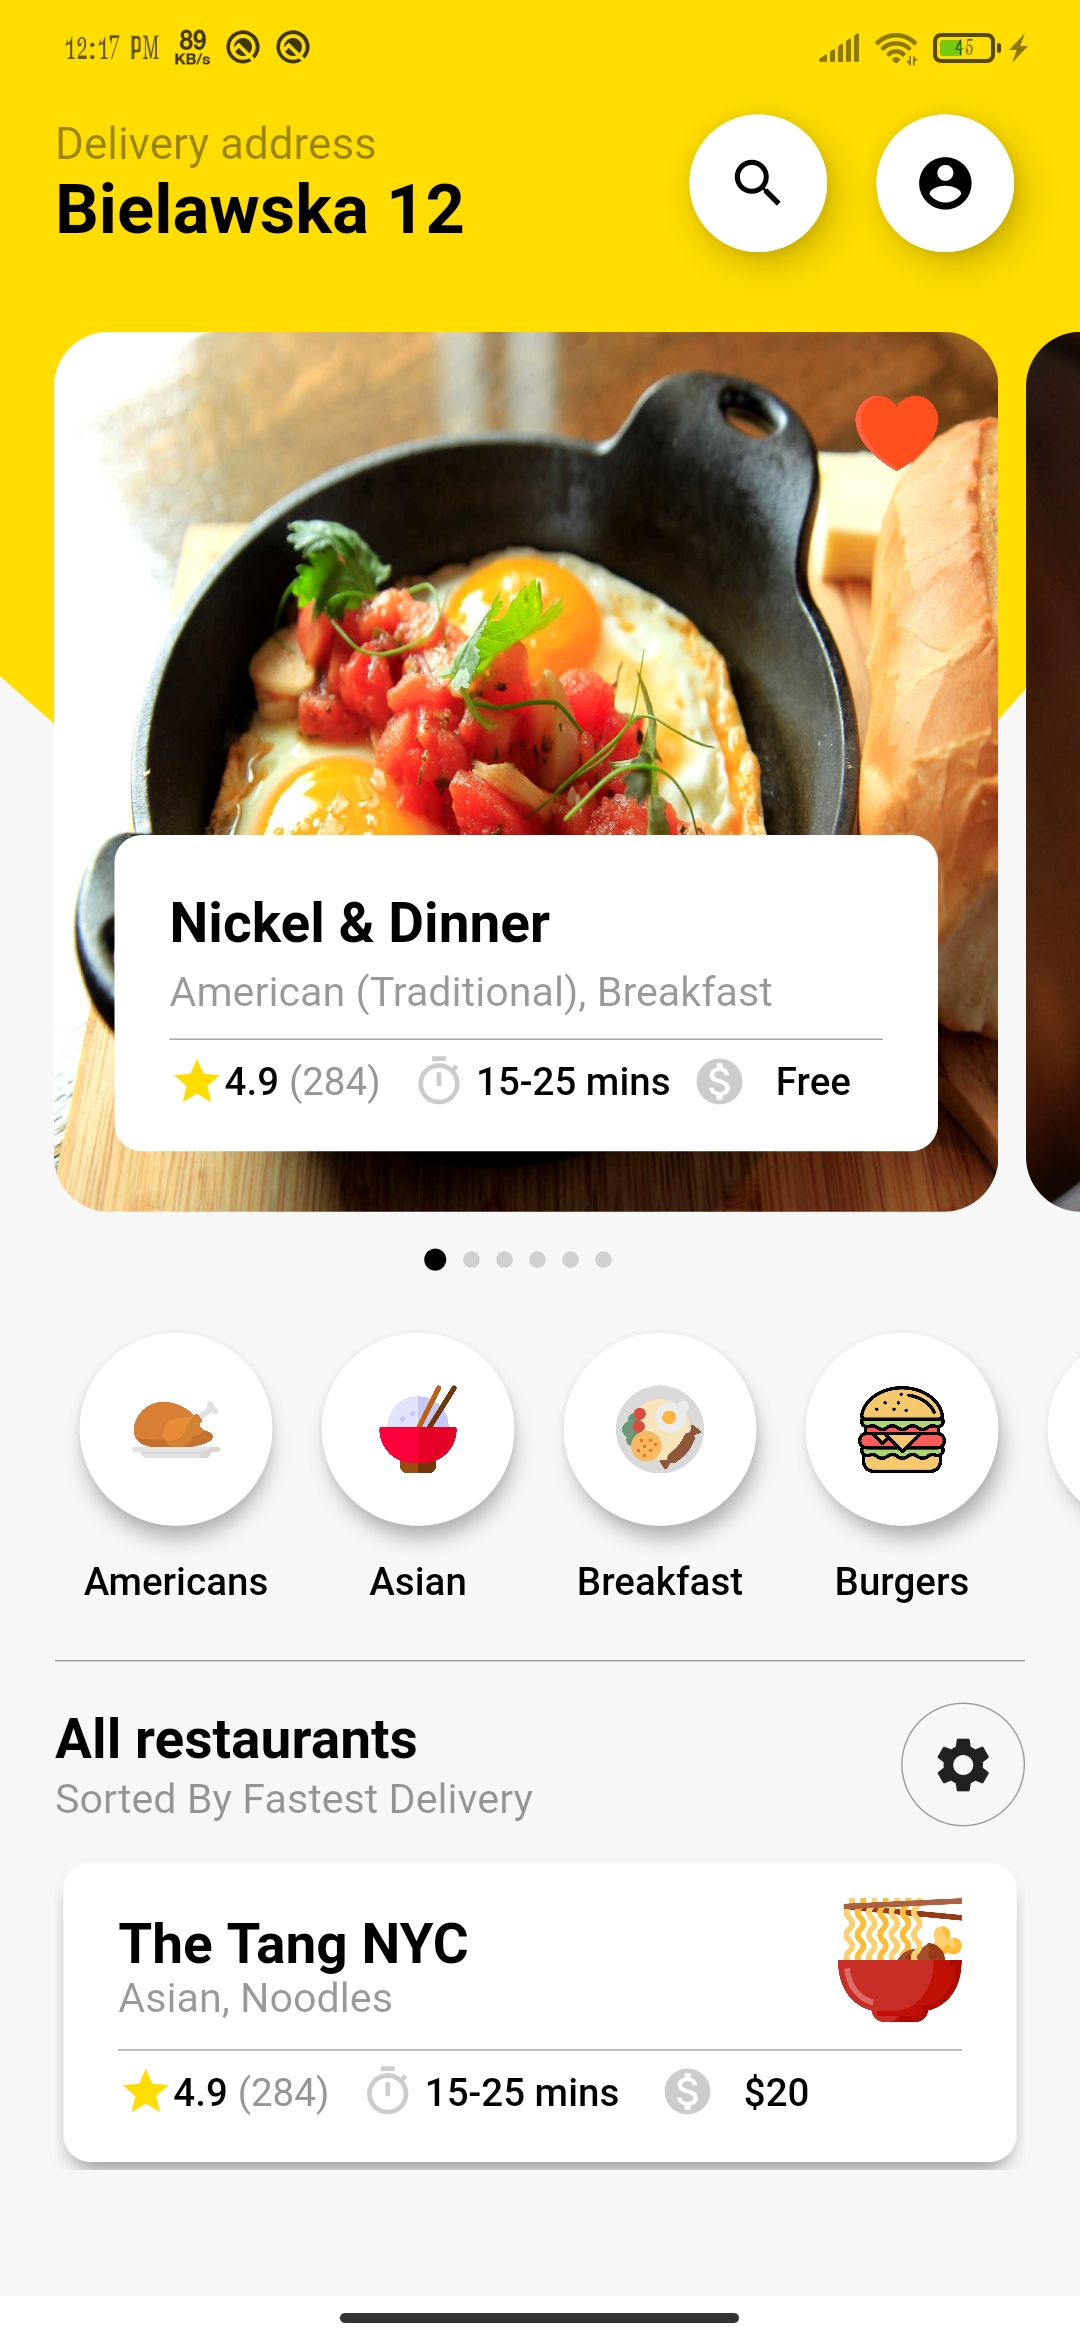 12:17 PM 89 KB/s 45
Delivery address
Bielawska 12
Nickel & Dinner
American (Traditional), Breakfast
4.9 (284) 15-25 mins Free
Americans Asian Breakfast Burgers
All restaurants
Sorted By Fastest Delivery
The Tang NYC
Asian, Noodles
4.9 (284) 15-25 mins $20